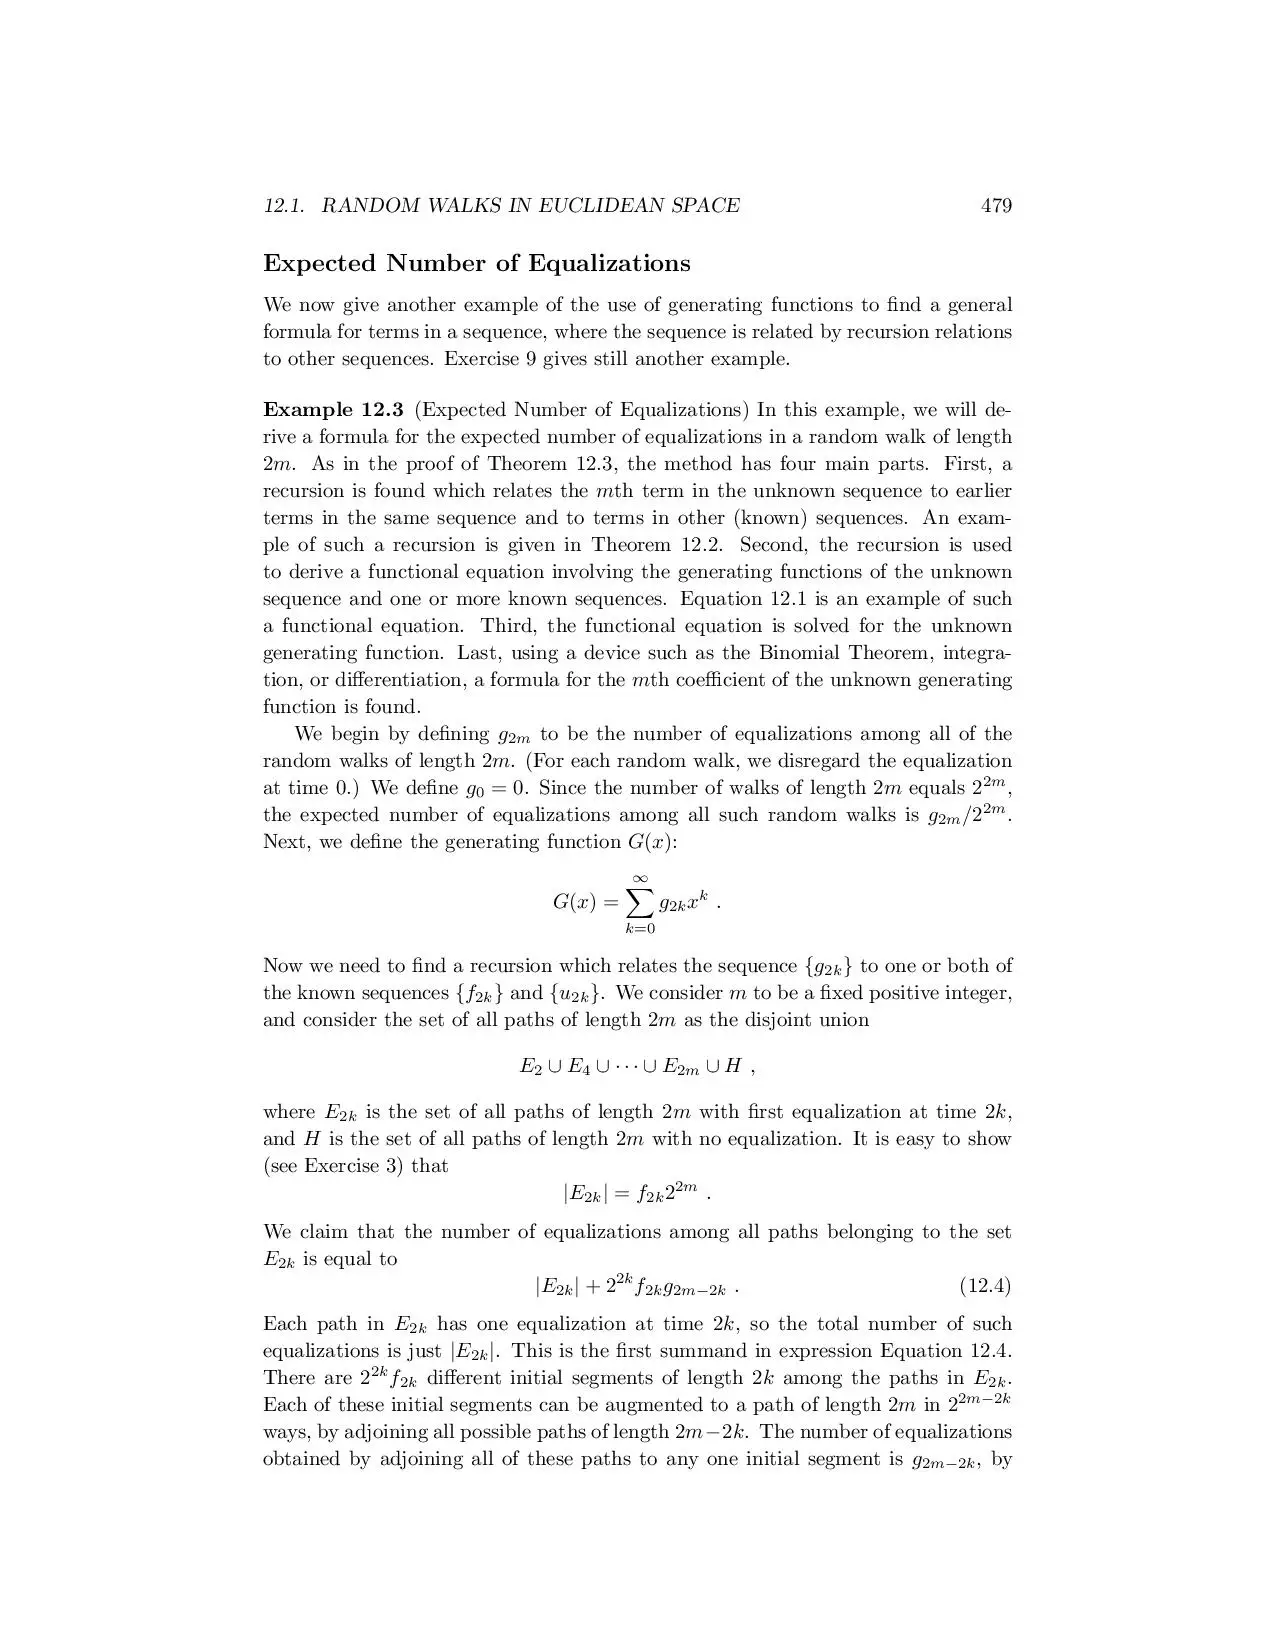 12.1. RANDOM WALKS IN EUCLIDEAN SPACE 479
Expected Number of Equalizations
We now give another example of the use of generating functions to find a general
formula for terms in a sequence, where the sequence is related by recursion relations
to other sequences. Exercise 9 gives still another example.
Example 12.3 (Expected Number of Equalizations) In this example, we will de-
rive a formula for the expected number of equalizations in a random walk of length
2m. As in the proof of Theorem 12.3, the method has four main parts. First, a
recursion is found which relates the mth term in the unknown sequence to earlier
terms in the same sequence and to terms in other (known) sequences. An exam-
ple of such a recursion is given in Theorem 12.2. Second, the recursion is used
to derive a functional equation involving the generating functions of the unknown
sequence and one or more known sequences. Equation 12.1 is an example of such
a functional equation. Third, the functional equation is solved for the unknown
generating function. Last, using a device such as the Binomial Theorem, integra-
tion, or differentiation, a formula for the mth coefficient of the unknown generating
function is found.
We begin by defining g_{2m} to be the number of equalizations among all of the
random walks of length 2m. (For each random walk, we disregard the equalization
at time 0.) We define g_0 = 0. Since the number of walks of length 2m equals 2^{2m},
the expected number of equalizations among all such random walks is g_{2m}/2^{2m}.
Next, we define the generating function G(x):
G(x) = ∑_{k=0}^{∞} g_{2k}x^k .
Now we need to find a recursion which relates the sequence {g_{2k}} to one or both of
the known sequences {f_{2k}} and {u_{2k}}. We consider m to be a fixed positive integer,
and consider the set of all paths of length 2m as the disjoint union
E_2 ∪ E_4 ∪ ··· ∪ E_{2m} ∪ H ,
where E_{2k} is the set of all paths of length 2m with first equalization at time 2k,
and H is the set of all paths of length 2m with no equalization. It is easy to show
(see Exercise 3) that
|E_{2k}| = f_{2k}2^{2m} .
We claim that the number of equalizations among all paths belonging to the set
E_{2k} is equal to
|E_{2k}| + 2^{2k}f_{2k}g_{2m−2k} . (12.4)
Each path in E_{2k} has one equalization at time 2k, so the total number of such
equalizations is just |E_{2k}|. This is the first summand in expression Equation 12.4.
There are 2^{2k}f_{2k} different initial segments of length 2k among the paths in E_{2k}.
Each of these initial segments can be augmented to a path of length 2m in 2^{2m−2k}
ways, by adjoining all possible paths of length 2m−2k. The number of equalizations
obtained by adjoining all of these paths to any one initial segment is g_{2m−2k}, by